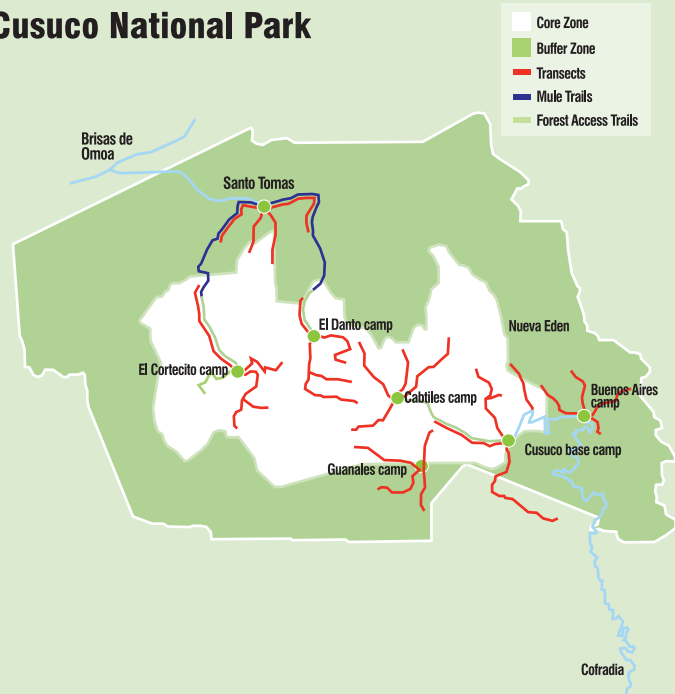 Cusuco National Park
Core Zone
Buffer Zone
Transects
Mule Trails
Forest Access Trails
Brisas de
Omoa
Santo Tomas
El Danto camp
Nueva Eden
El Cortecito camp
Buenos Aires
camp
Cabtiles camp
Cusuco base camp
Guanales camp
Cofradia